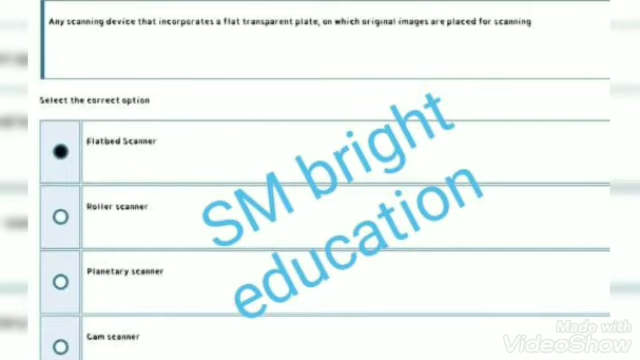 Any scanning device that incorporates a flat transparent plate, on which original images are placed for scanning
Select the correct option
Flatbed Scanner
Roller scanner
Planetary scanner
Cam scanner
SM bright
education
Made with
VideoShow